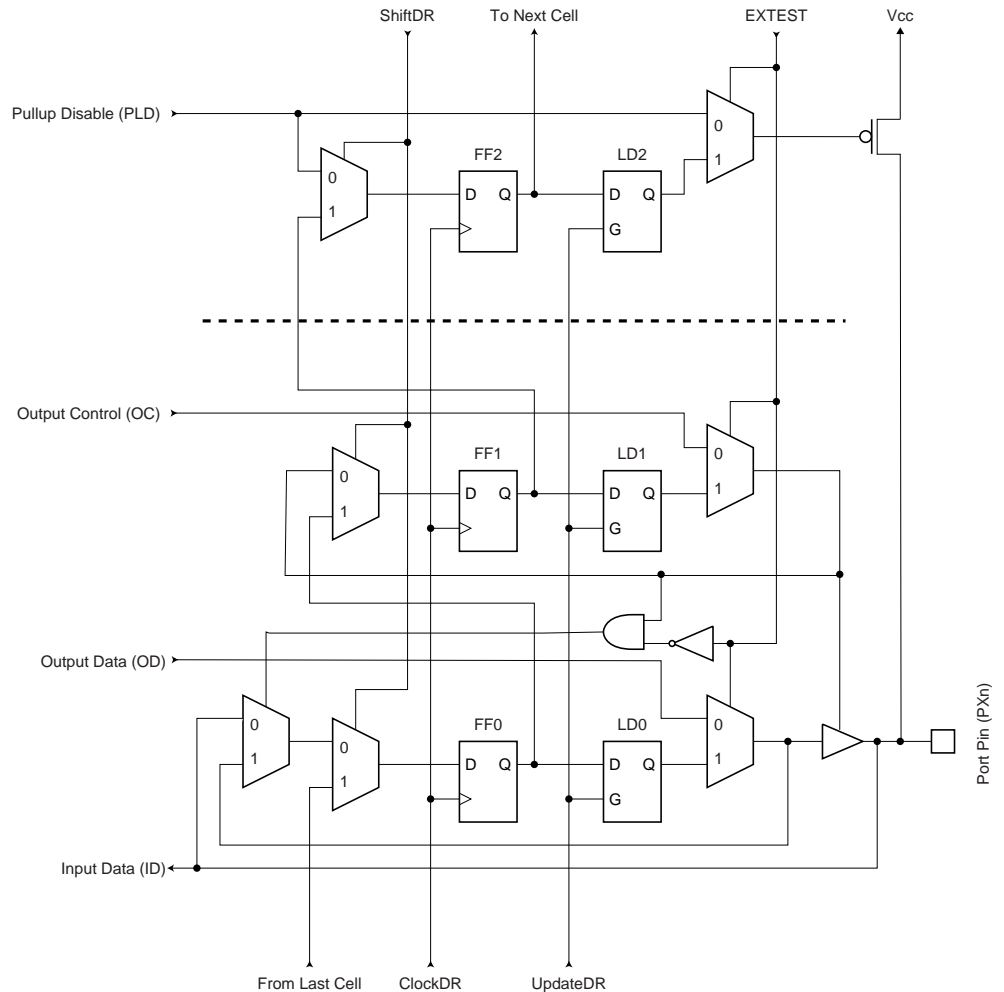 ShiftDR To Next Cell EXTEST Vcc
Pullup Disable (PLD)
0
1
FF2
D Q
LD2
D Q
G
0
1
Output Control (OC)
0
1
FF1
D Q
LD1
D Q
G
0
1
Output Data (OD)
0
1
0
1
FF0
D Q
LD0
D Q
G
0
1
Port Pin (PXn)
Input Data (ID)
From Last Cell ClockDR UpdateDR